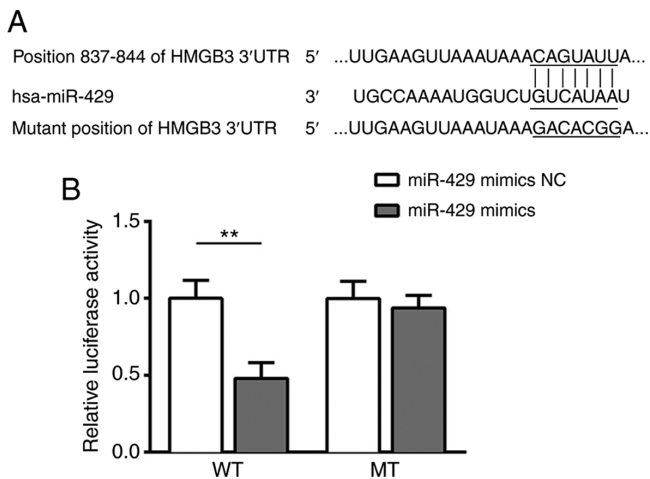 A
Position 837-844 of HMGB3 3′UTR 5′ ...UUGAAGUUAAAUAAACAGUAUUA...
hsa-miR-429 3′ UGCCAAAAUGGUCUGUCAUAAU
Mutant position of HMGB3 3′UTR 5′ ...UUGAAGUUAAAUAAAGACACGGA...
B
miR-429 mimics NC
miR-429 mimics
Relative luciferase activity
1.5
1.0
0.5
0.0
**
WT MT